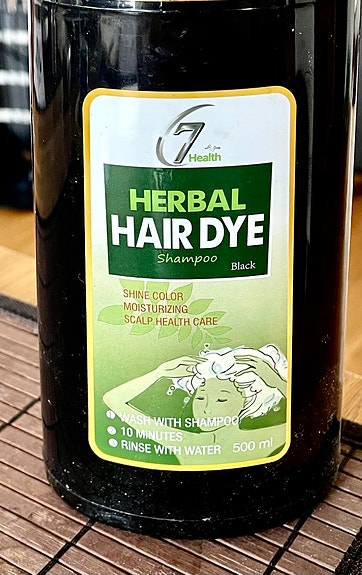 7
Health
HERBAL
HAIR DYE
Shampoo
Black
SHINE COLOR
MOISTURIZING
SCALP HEALTH CARE
WASH WITH SHAMPOO
10 MINUTES
RINSE WITH WATER 500 ml